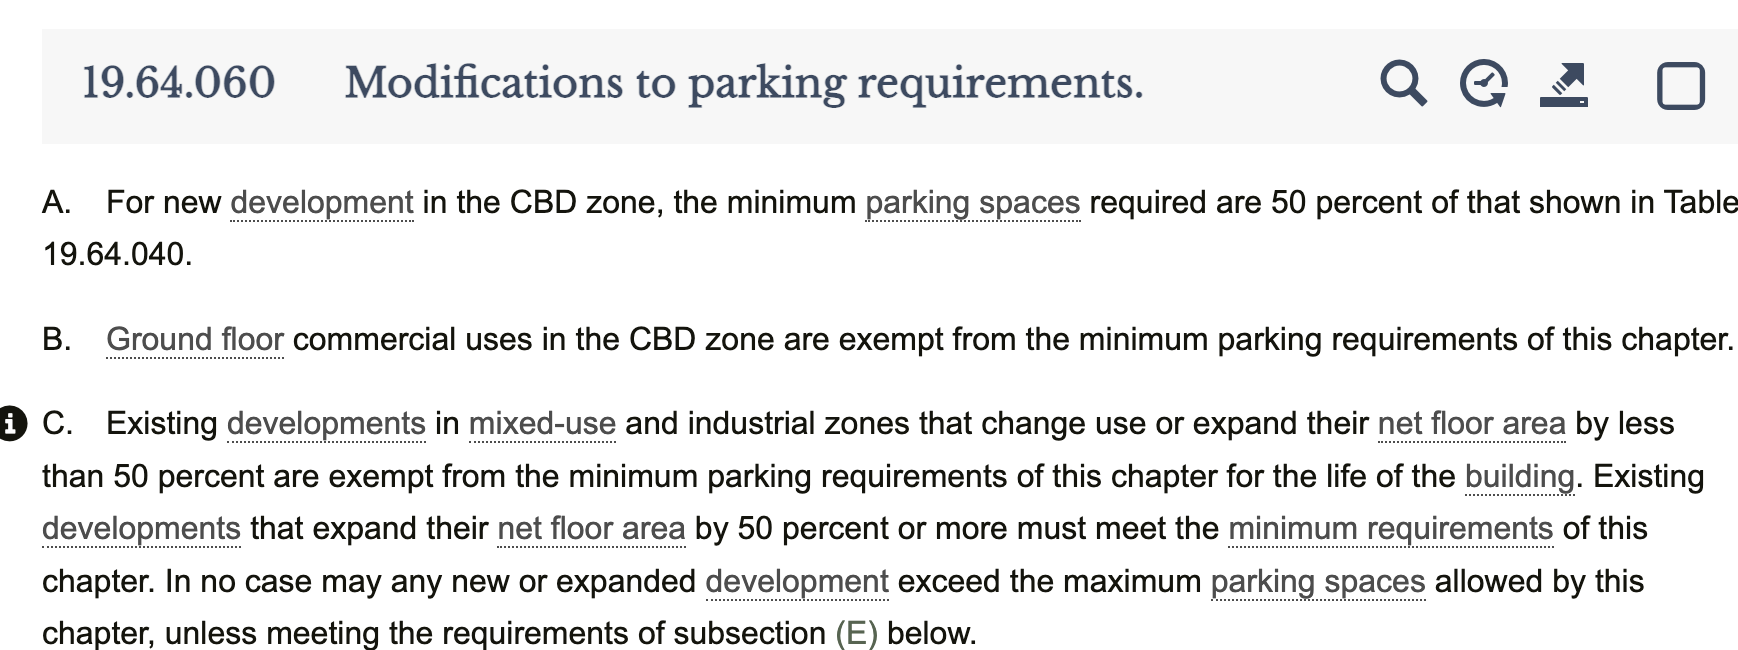 19.64.060 Modifications to parking requirements.
A. For new development in the CBD zone, the minimum parking spaces required are 50 percent of that shown in Table
19.64.040.
B. Ground floor commercial uses in the CBD zone are exempt from the minimum parking requirements of this chapter.
C. Existing developments in mixed-use and industrial zones that change use or expand their net floor area by less
than 50 percent are exempt from the minimum parking requirements of this chapter for the life of the building. Existing
developments that expand their net floor area by 50 percent or more must meet the minimum requirements of this
chapter. In no case may any new or expanded development exceed the maximum parking spaces allowed by this
chapter, unless meeting the requirements of subsection (E) below.